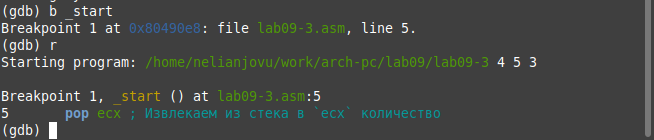 (gdb) b _start
Breakpoint 1 at 0x80490e8: file lab09-3.asm, line 5.
(gdb) r
Starting program: /home/nelianjovu/work/arch-pc/lab09/lab09-3 4 5 3
Breakpoint 1, _start () at lab09-3.asm:5
5 pop ecx ; Извлекаем из стека в `ecx` количество
(gdb)